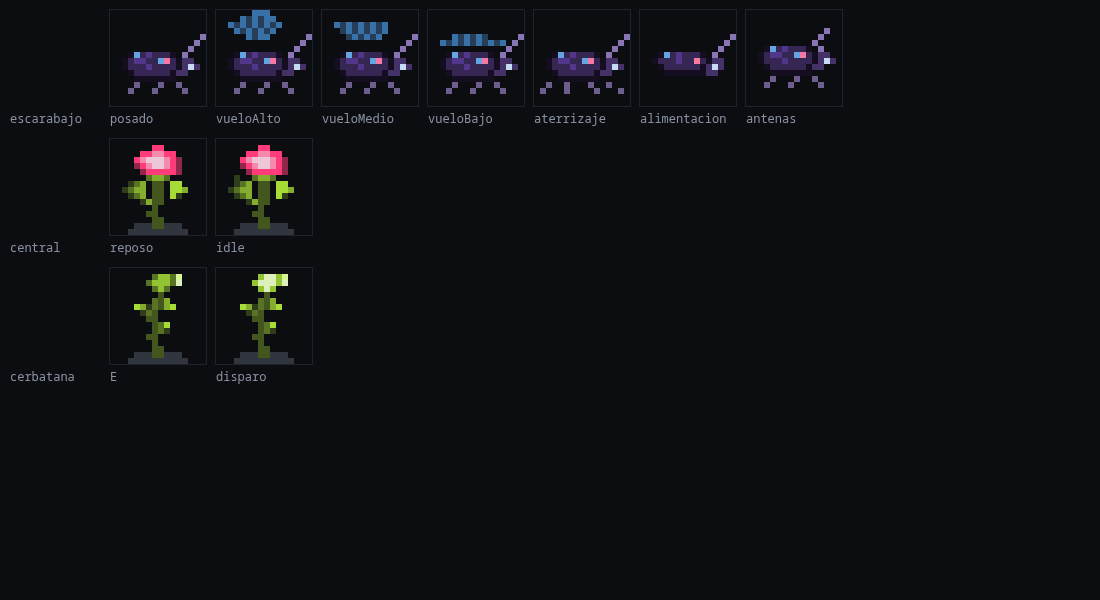 escarabajo posado vueloAlto vueloMedio vueloBajo aterrizaje alimentacion antenas
central reposo idle
cerbatana E disparo